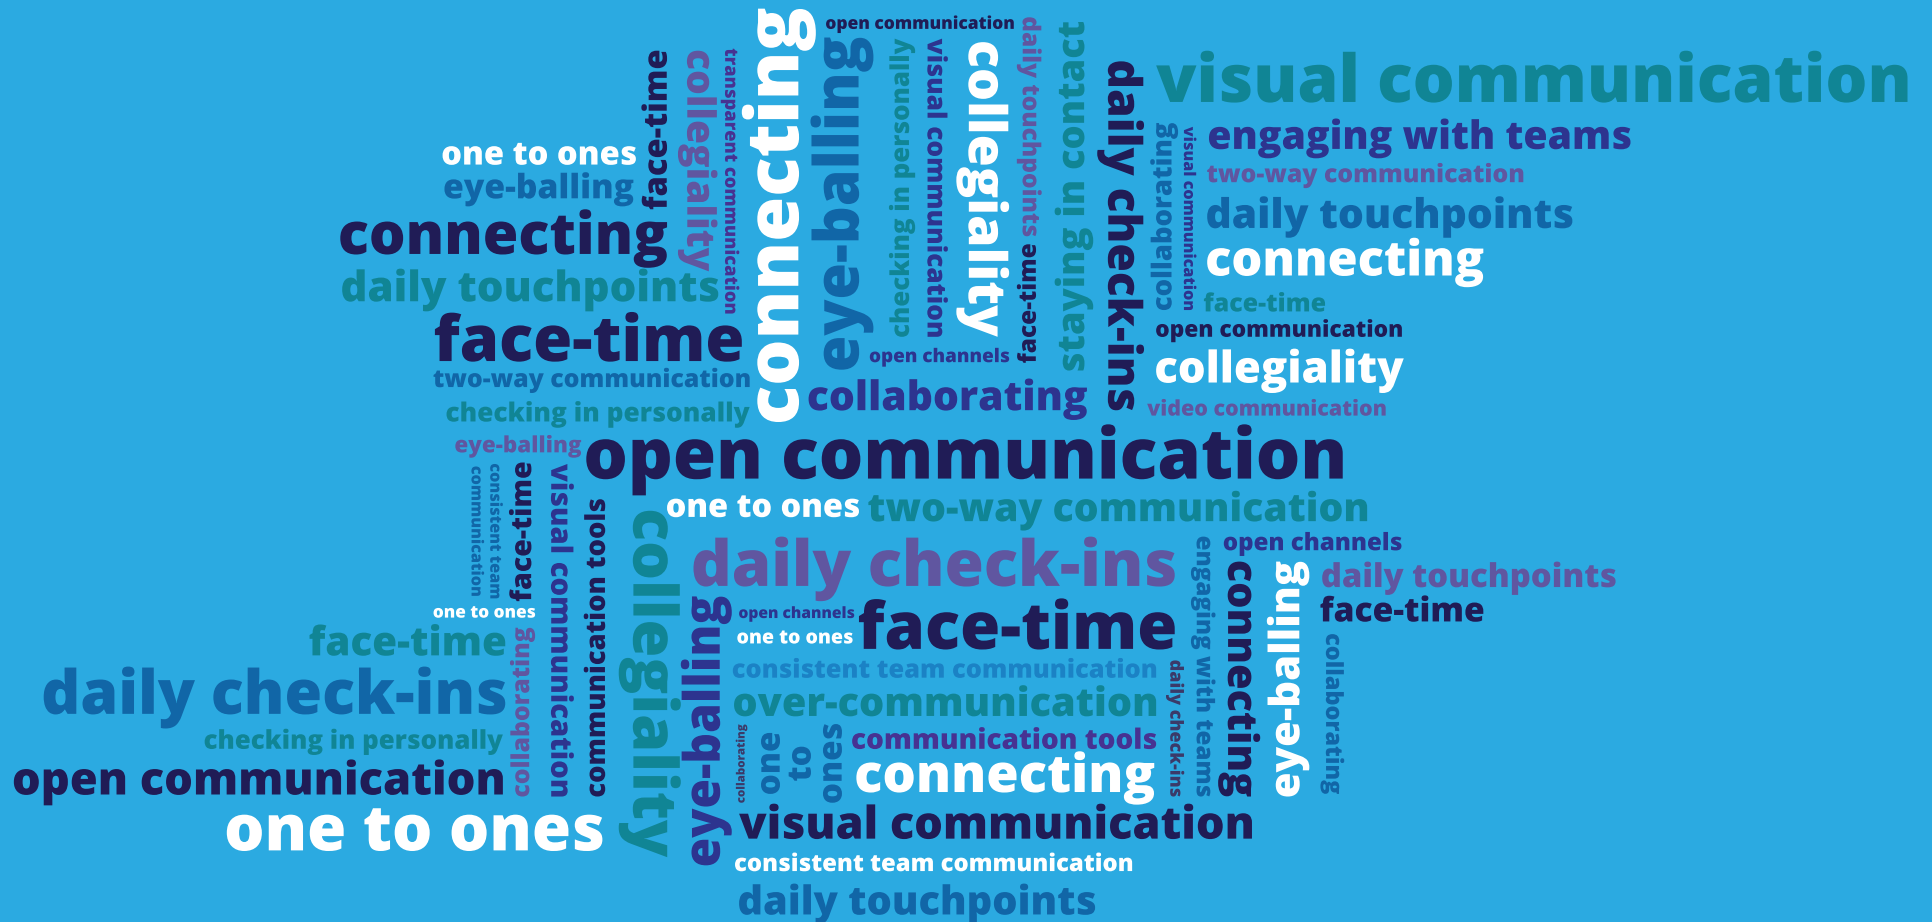 open communication
connecting
eye-balling
checking in personally
visual communication
collegiality
daily touchpoints
face-time
staying in contact
daily check-ins
visual communication
face-time
collegiality
transparent communication
one to ones
eye-balling
connecting
daily touchpoints
face-time
two-way communication
checking in personally
collaborating
visual communication
engaging with teams
two-way communication
daily touchpoints
connecting
face-time
open communication
collegiality
video communication
open channels
collaborating
eye-balling
open communication
one to ones
two-way communication
consistent team
communication
face-time
visual communication
communication tools
collegiality
daily check-ins
engaging with teams
open channels
connecting
eye-balling
daily touchpoints
face-time
collaborating
one to ones
face-time
collaborating
daily check-ins
checking in personally
open communication
one to ones
eye-balling
open channels
one to ones
face-time
consistent team communication
daily check-ins
over-communication
collaborating
one
to
ones
communication tools
connecting
visual communication
consistent team communication
daily touchpoints